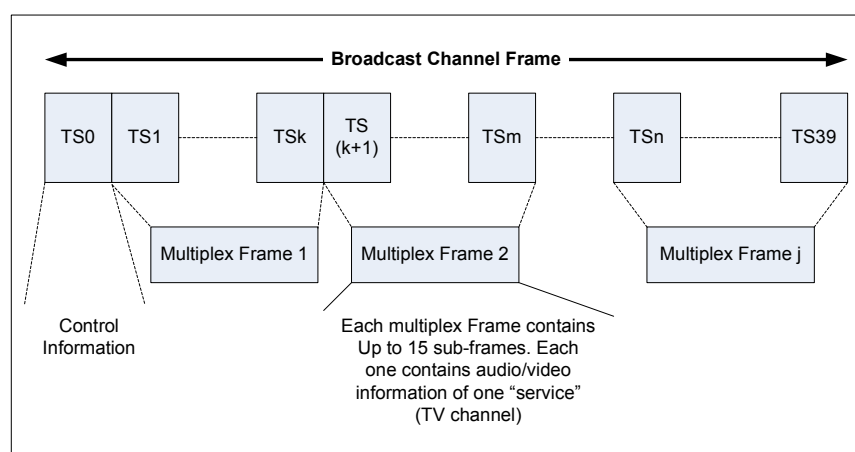 Broadcast Channel Frame
TS0
TS1
TSk
TS
(k+1)
TSm
TSn
TS39
Multiplex Frame 1
Multiplex Frame 2
Multiplex Frame j
Control
Information
Each multiplex Frame contains
Up to 15 sub-frames. Each
one contains audio/video
information of one “service”
(TV channel)